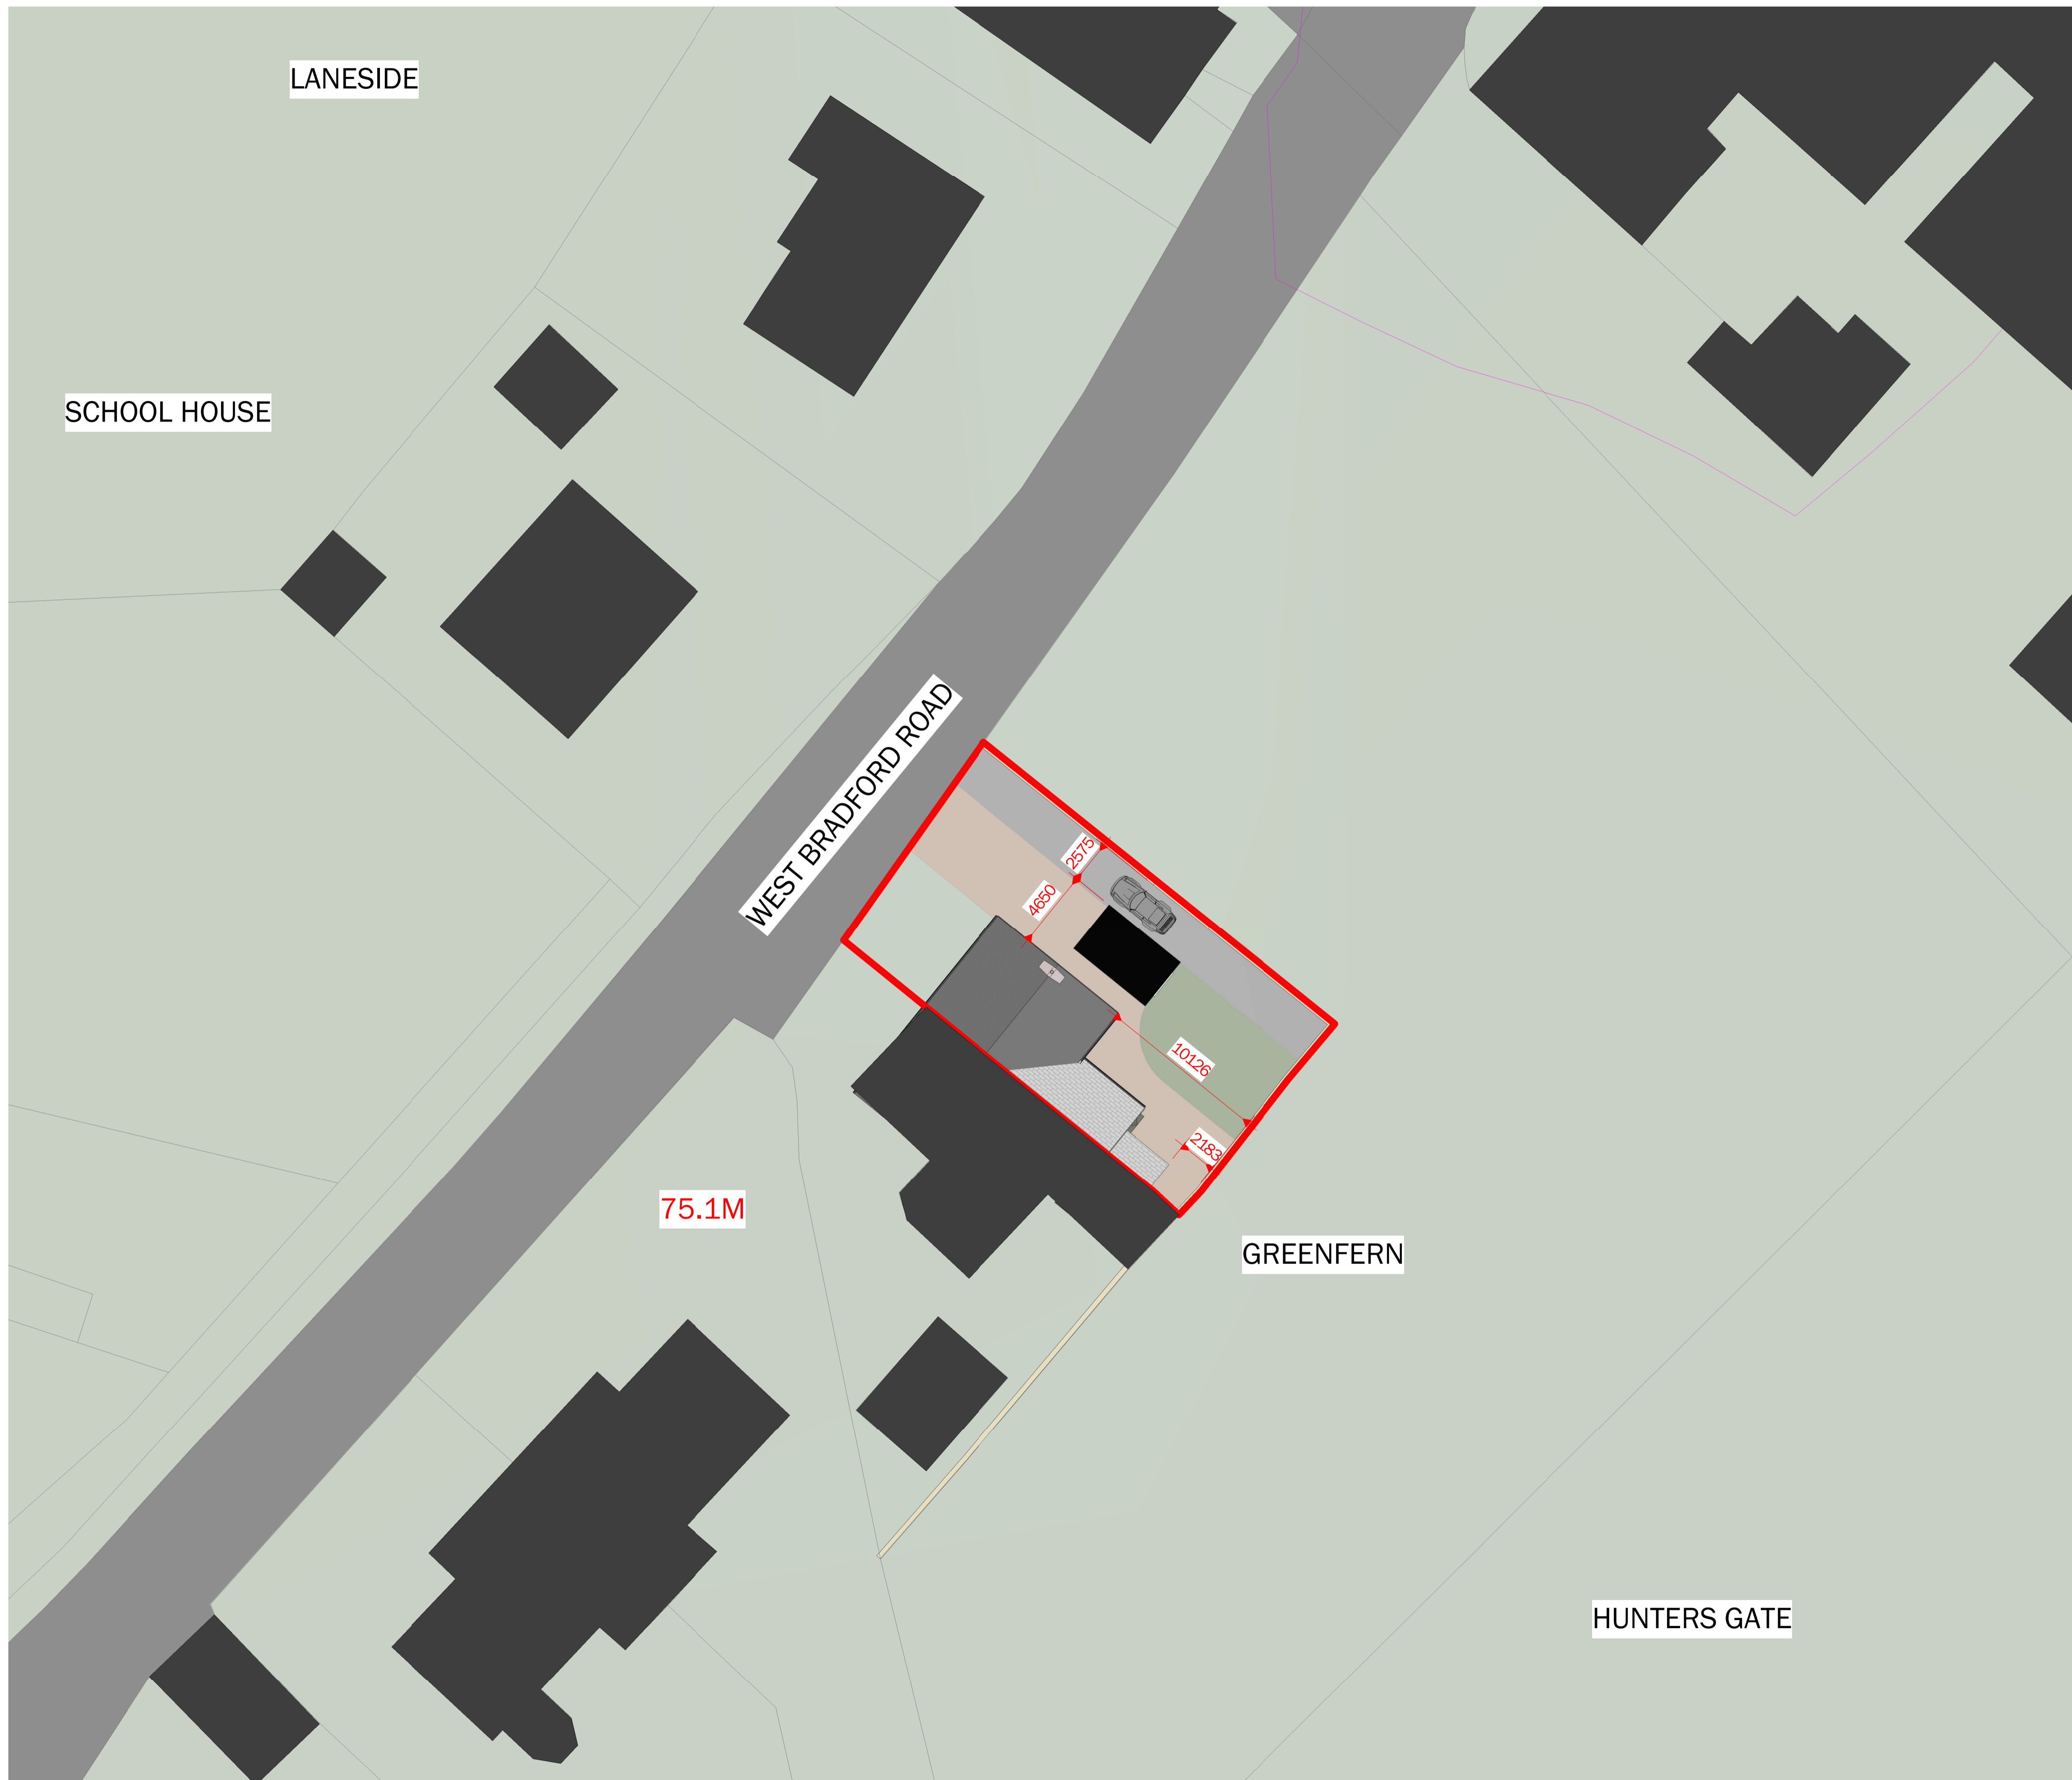 LANESIDE
SCHOOL HOUSE
WEST BRADFORD ROAD
2575
4650
10126
2183
75.1M
GREENFERN
HUNTERS GATE